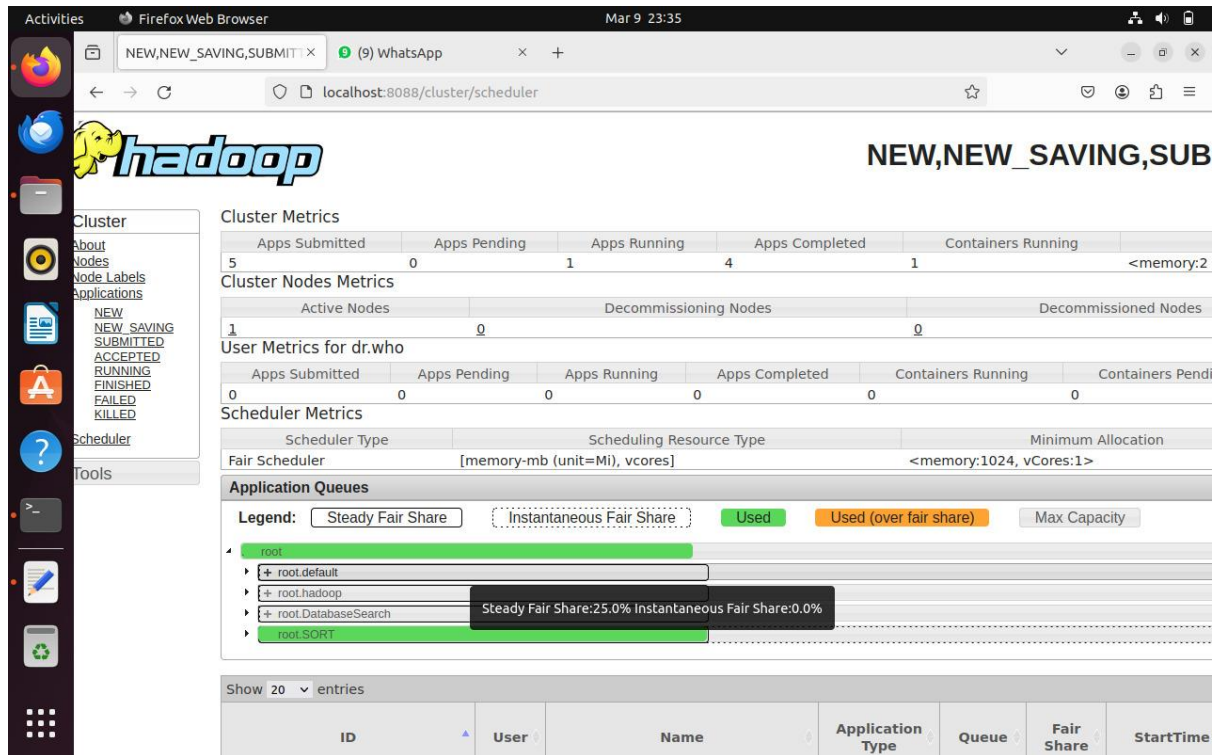 Activities Firefox Web Browser Mar 9 23:35
NEW,NEW_SAVING,SUBMIT × (9) WhatsApp × +
localhost:8088/cluster/scheduler
hadoop
NEW,NEW_SAVING,SUB
Cluster
About
Nodes
Node Labels
Applications
NEW
NEW_SAVING
SUBMITTED
ACCEPTED
RUNNING
FINISHED
FAILED
KILLED
Scheduler
Tools
Cluster Metrics
Apps Submitted Apps Pending Apps Running Apps Completed Containers Running
5 0 1 4 1 <memory:2
Cluster Nodes Metrics
Active Nodes Decommissioning Nodes Decommissioned Nodes
1 0 0
User Metrics for dr.who
Apps Submitted Apps Pending Apps Running Apps Completed Containers Running Containers Pendi
0 0 0 0 0 0
Scheduler Metrics
Scheduler Type Scheduling Resource Type Minimum Allocation
Fair Scheduler [memory-mb (unit=Mi), vcores] <memory:1024, vCores:1>
Application Queues
Legend: Steady Fair Share Instantaneous Fair Share Used Used (over fair share) Max Capacity
root
+ root.default
+ root.hadoop
+ root.DatabaseSearch
root.SORT
Steady Fair Share:25.0% Instantaneous Fair Share:0.0%
Show 20 entries
ID User Name Application Type Queue Fair Share StartTime